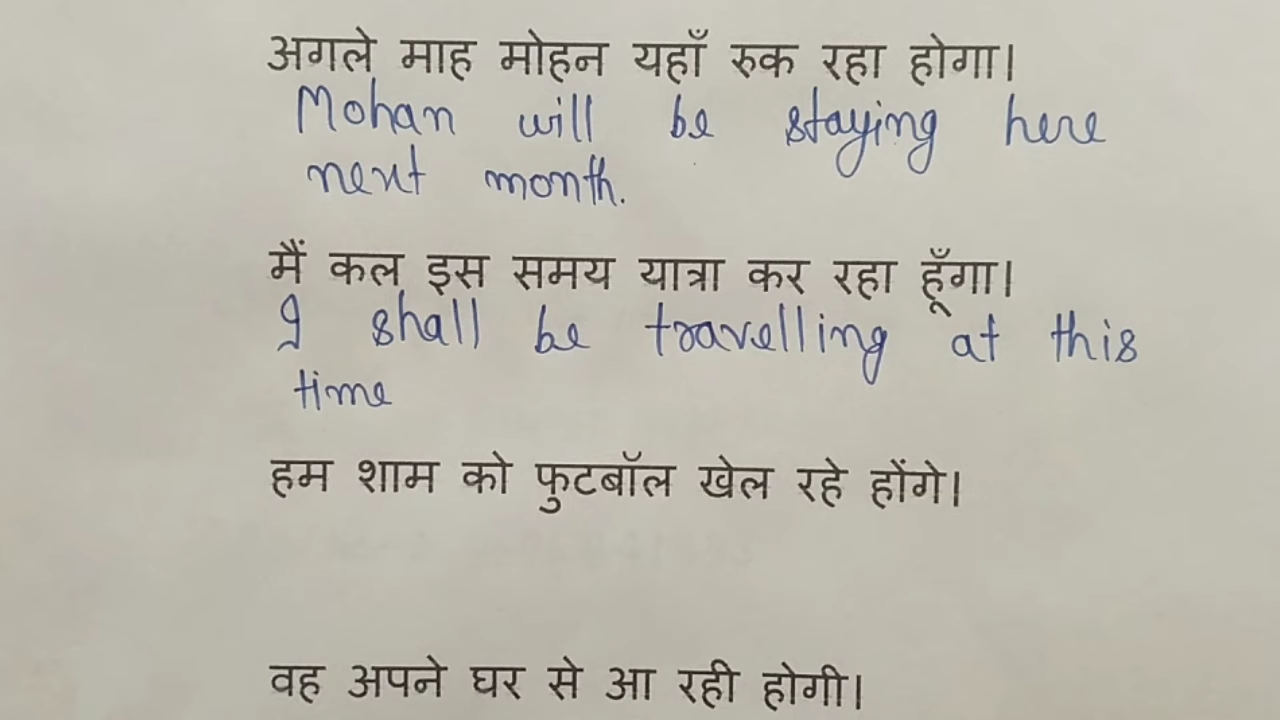 अगले माह मोहन यहाँ रुक रहा होगा।
Mohan will be staying here
next month.
मैं कल इस समय यात्रा कर रहा हूँगा।
I shall be travelling at this
time
हम शाम को फुटबॉल खेल रहे होंगे।
वह अपने घर से आ रही होगी।